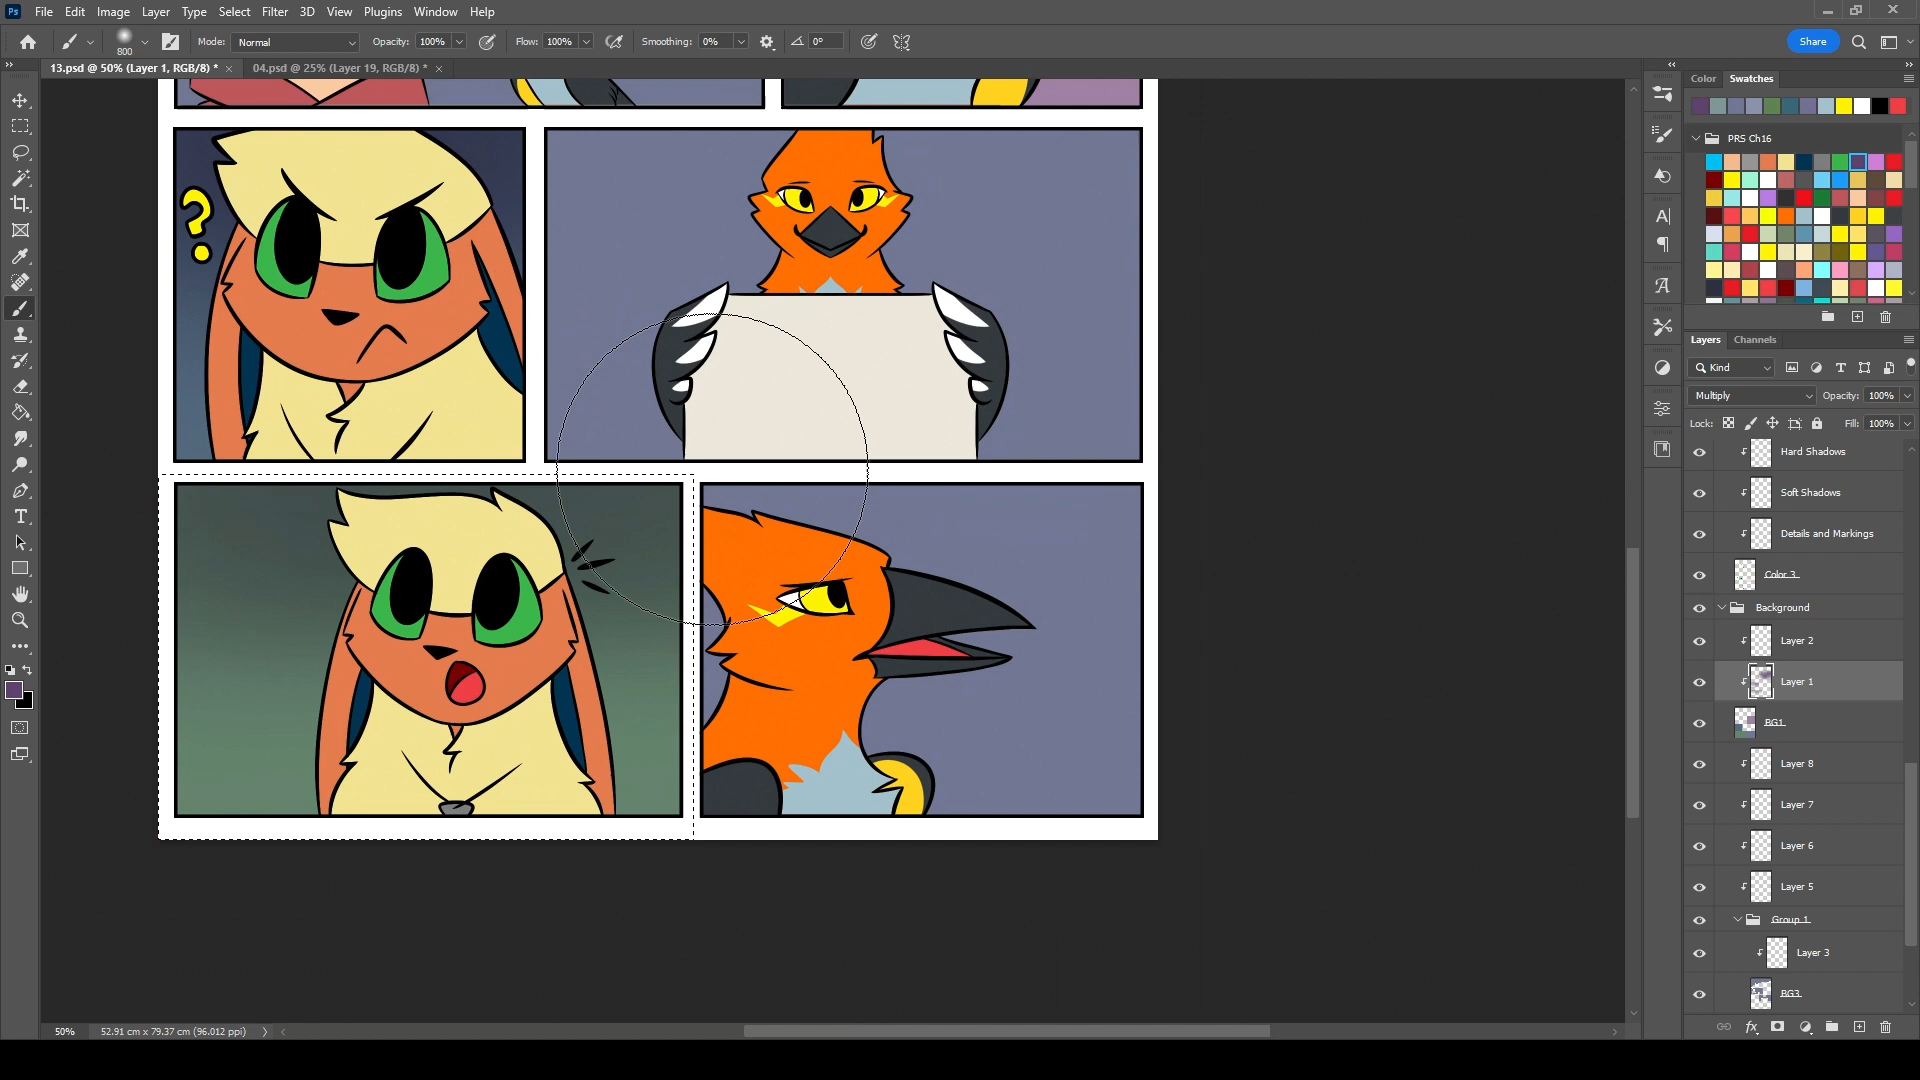 Ps File Edit Image Layer Type Select Filter 3D View Plugins Window Help
800 Mode: Normal Opacity: 100% Flow: 100% Smoothing: 0% 0° Share
13.psd @ 50% (Layer 1, RGB/8) * 04.psd @ 25% (Layer 19, RGB/8) *
Color Swatches
PRS Ch16
?
Layers Channels
Kind
Multiply Opacity: 100%
Lock: Fill: 100%
Hard Shadows
Soft Shadows
Details and Markings
Color 3
Background
Layer 2
Layer 1
BG1
Layer 8
Layer 7
Layer 6
Layer 5
Group 1
Layer 3
BG3
50% 52.91 cm x 79.37 cm (96.012 ppi)